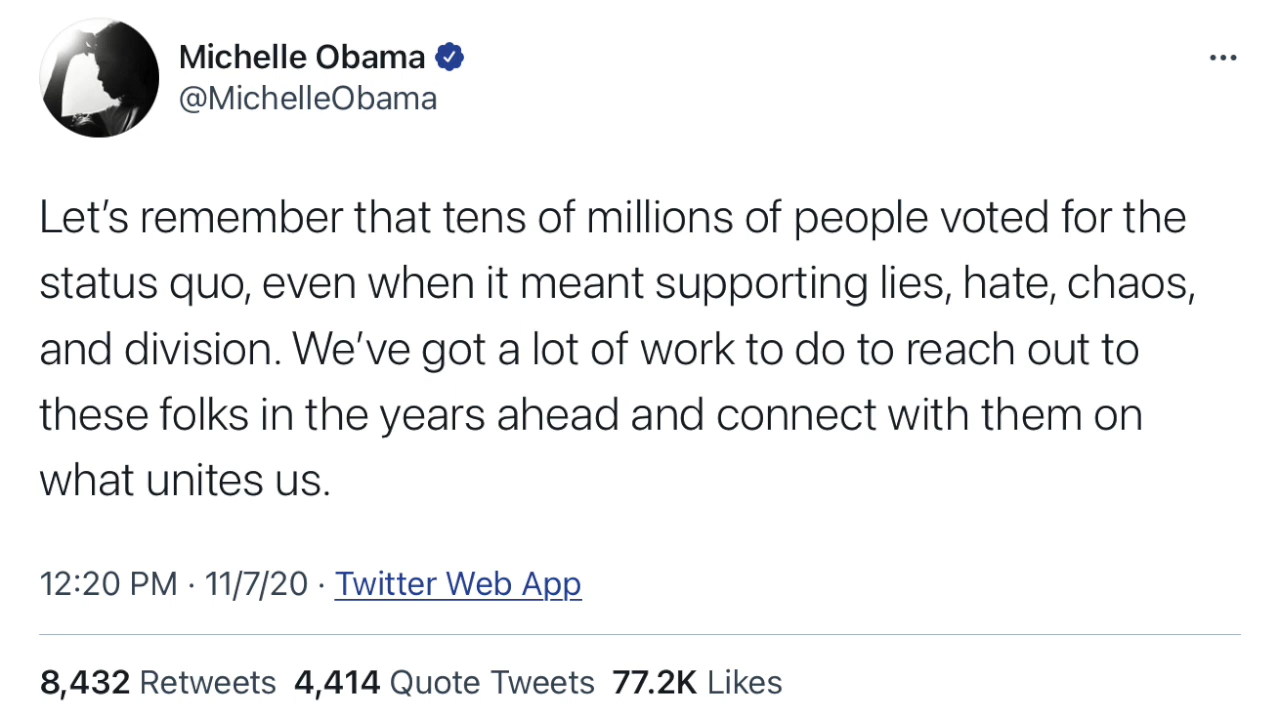 Michelle Obama
@MichelleObama
Let’s remember that tens of millions of people voted for the
status quo, even when it meant supporting lies, hate, chaos,
and division. We’ve got a lot of work to do to reach out to
these folks in the years ahead and connect with them on
what unites us.
12:20 PM · 11/7/20 · Twitter Web App
8,432 Retweets 4,414 Quote Tweets 77.2K Likes